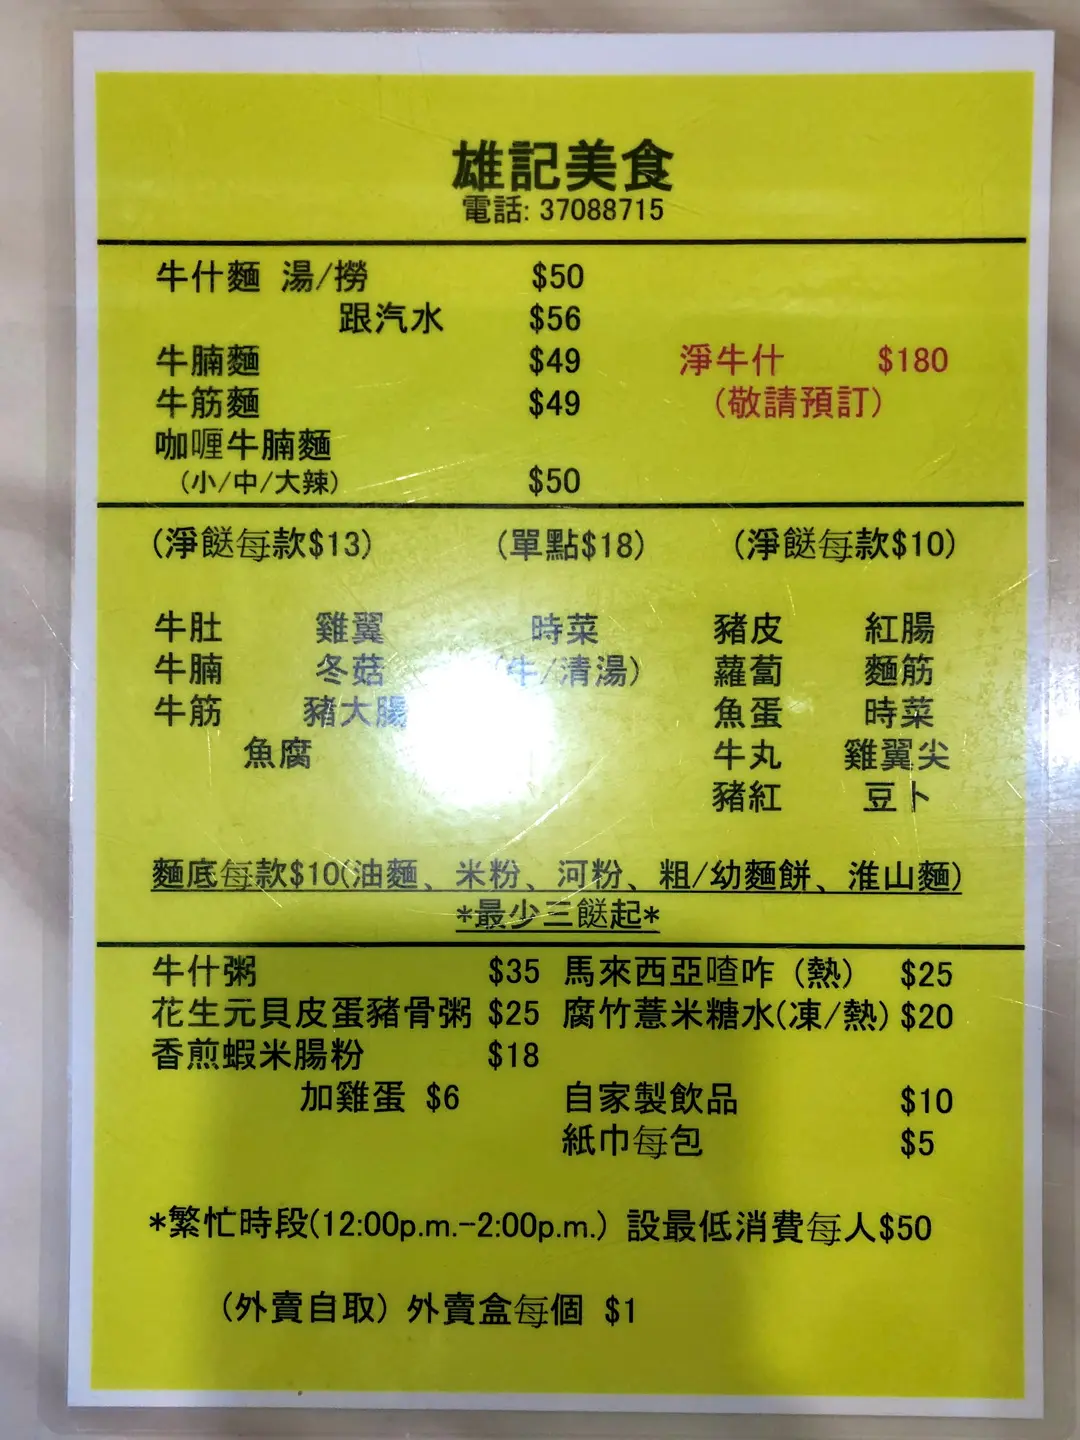 雄記美食
電話: 37088715
牛什麵 湯/撈 $50
跟汽水 $56
牛腩麵 $49 淨牛什 $180
牛筋麵 $49 (敬請預訂)
咖喱牛腩麵
(小/中/大辣) $50
(淨餸每款$13) (單點$18) (淨餸每款$10)
牛肚 雞翼 時菜 豬皮 紅腸
牛腩 冬菇 (牛/清湯) 蘿蔔 麵筋
牛筋 豬大腸 魚蛋 時菜
魚腐 牛丸 雞翼尖
豬紅 豆卜
麵底每款$10(油麵、米粉、河粉、粗/幼麵餅、淮山麵)
*最少三餸起*
牛什粥 $35 馬來西亞喳咋 (熱) $25
花生元貝皮蛋豬骨粥 $25 腐竹薏米糖水(凍/熱) $20
香煎蝦米腸粉 $18
加雞蛋 $6 自家製飲品 $10
紙巾每包 $5
*繁忙時段(12:00p.m.-2:00p.m.) 設最低消費每人$50
(外賣自取) 外賣盒每個 $1